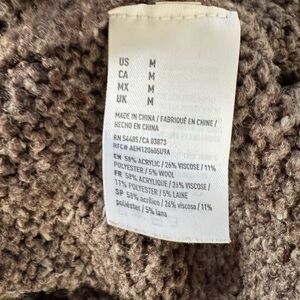 US M
CA M
MX M
UK M
MADE IN CHINA / FABRIQUÉ EN CHINE /
HECHO EN CHINA
RN 54485/CA 03873
RFC# AEM120605U9A
EN 58% ACRYLIC / 26% VISCOSE / 11%
POLYESTER / 5% WOOL
FR 58% ACRYLIQUE / 26% VISCOSE /
11% POLYESTER / 5% LAINE
SP 58% acrílico / 26% viscosa / 11%
poliéster / 5% lana